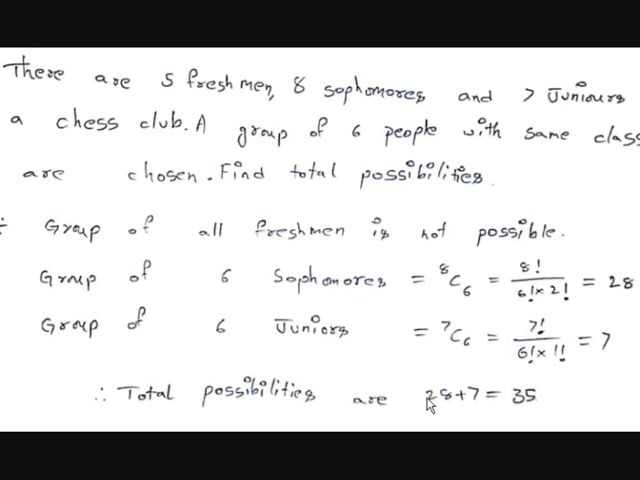 There are 5 freshmen, 8 sophomores and 7 Juniours
a chess club. A group of 6 people with same class
are chosen. Find total possibilities.
Group of all freshmen is not possible.
Group of 6 Sophomores = ⁸C₆ = 8!/(6!×2!) = 28
Group of 6 Juniors = ⁷C₆ = 7!/(6!×1!) = 7
∴ Total possibilities are 28+7 = 35